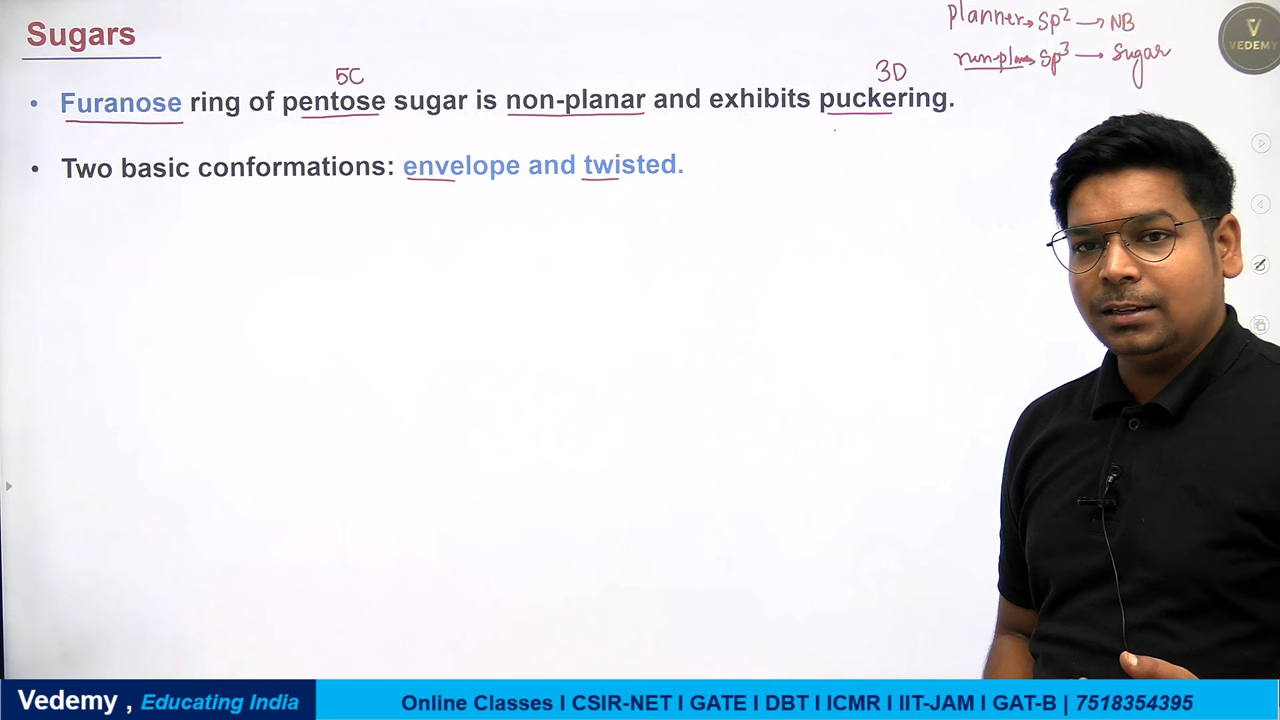 Sugars
planner → Sp² → NB
non-plan → Sp³ → Sugar
VEDEMY
5C
3D
• Furanose ring of pentose sugar is non-planar and exhibits puckering.
• Two basic conformations: envelope and twisted.
Vedemy , Educating India
Online Classes I CSIR-NET I GATE I DBT I ICMR I IIT-JAM I GAT-B | 7518354395